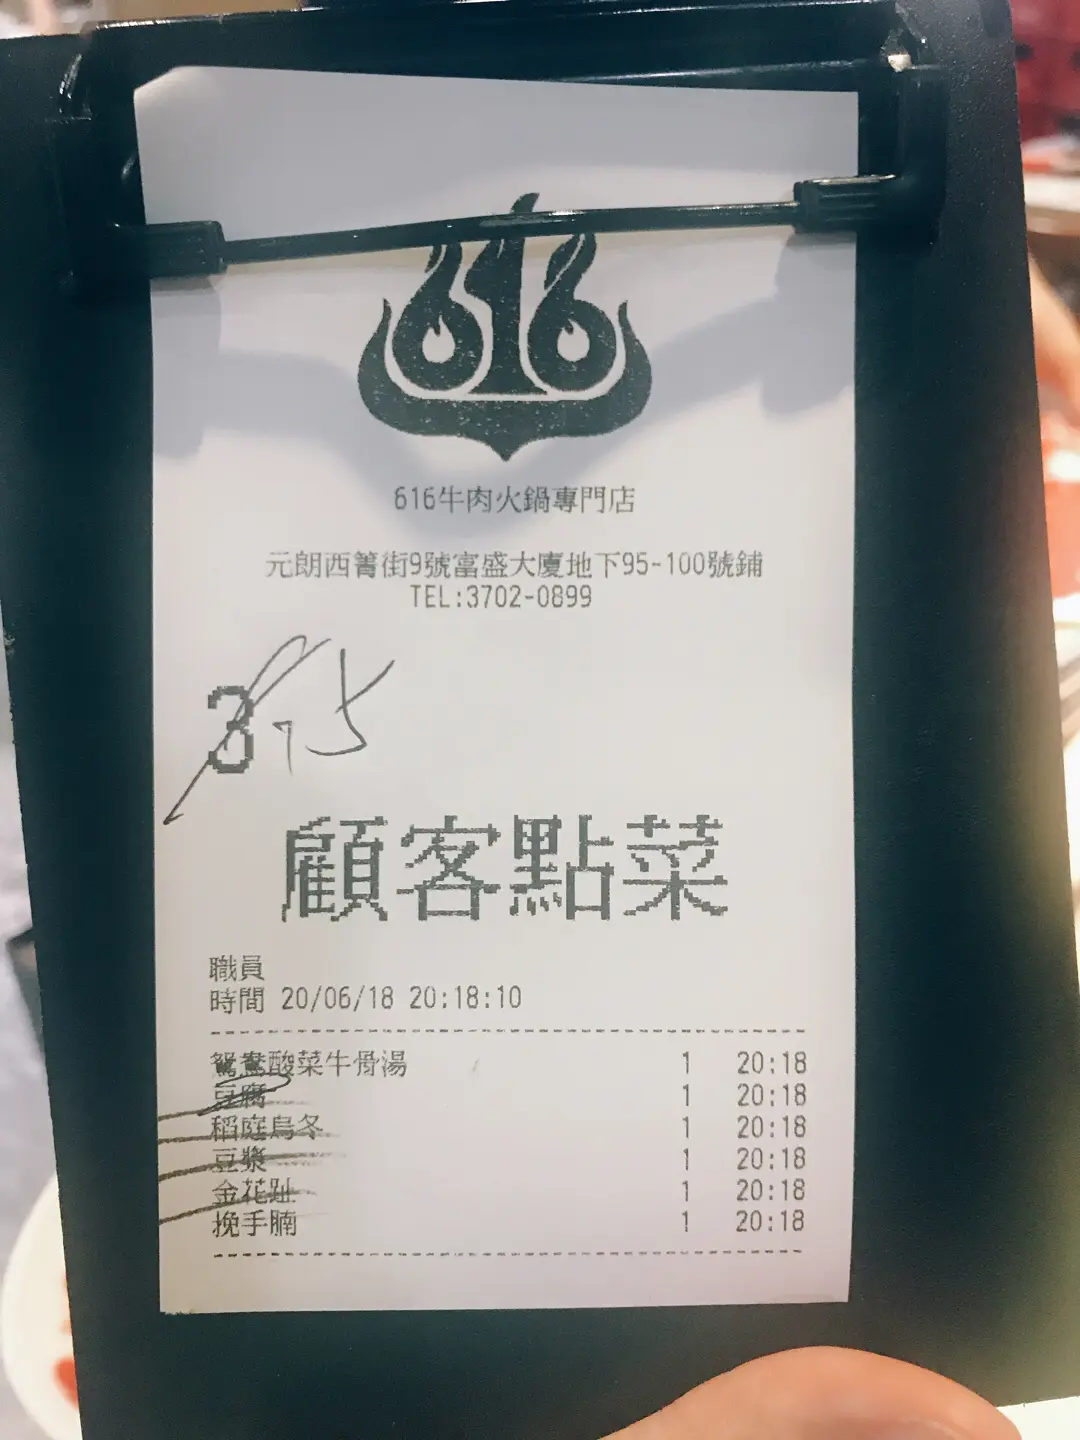 616
616牛肉火鍋專門店
元朗西菁街9號富盛大廈地下95-100號鋪
TEL:3702-0899
3
顧客點菜
職員
時間 20/06/18 20:18:10
鴛鴦酸菜牛骨湯 1 20:18
豆腐 1 20:18
稻庭烏冬 1 20:18
豆漿 1 20:18
金花趾 1 20:18
挽手腩 1 20:18